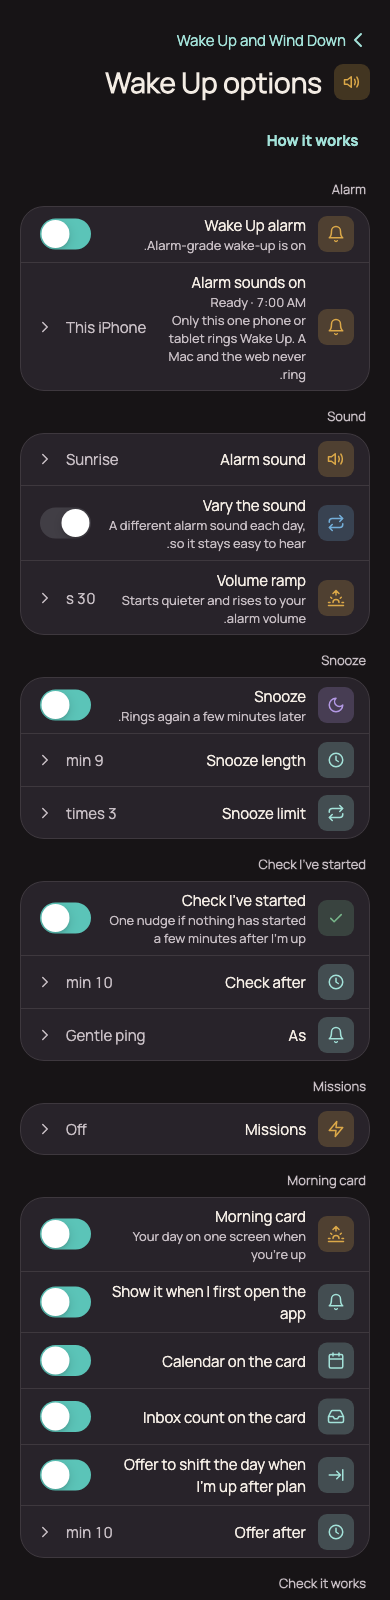 Wake Up and Wind Down
Wake Up options
How it works
Alarm
Wake Up alarm
.Alarm-grade wake-up is on
Alarm sounds on
Ready · 7:00 AM
Only this one phone or
tablet rings Wake Up. A
Mac and the web never
.ring
This iPhone
Sound
Alarm sound
Sunrise
Vary the sound
A different alarm sound each day,
.so it stays easy to hear
Volume ramp
Starts quieter and rises to your
.alarm volume
s 30
Snooze
Snooze
.Rings again a few minutes later
Snooze length
min 9
Snooze limit
times 3
Check I've started
Check I've started
One nudge if nothing has started
a few minutes after I'm up
Check after
min 10
As
Gentle ping
Missions
Missions
Off
Morning card
Morning card
Your day on one screen when
you're up
Show it when I first open the
app
Calendar on the card
Inbox count on the card
Offer to shift the day when
I'm up after plan
Offer after
min 10
Check it works